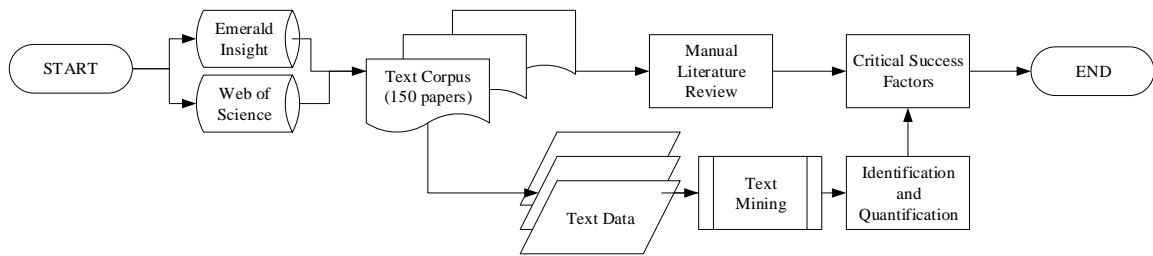 START
Emerald
Insight
Web of
Science
Text Corpus
(150 papers)
Manual
Literature
Review
Critical Success
Factors
END
Text Data
Text
Mining
Identification
and
Quantification